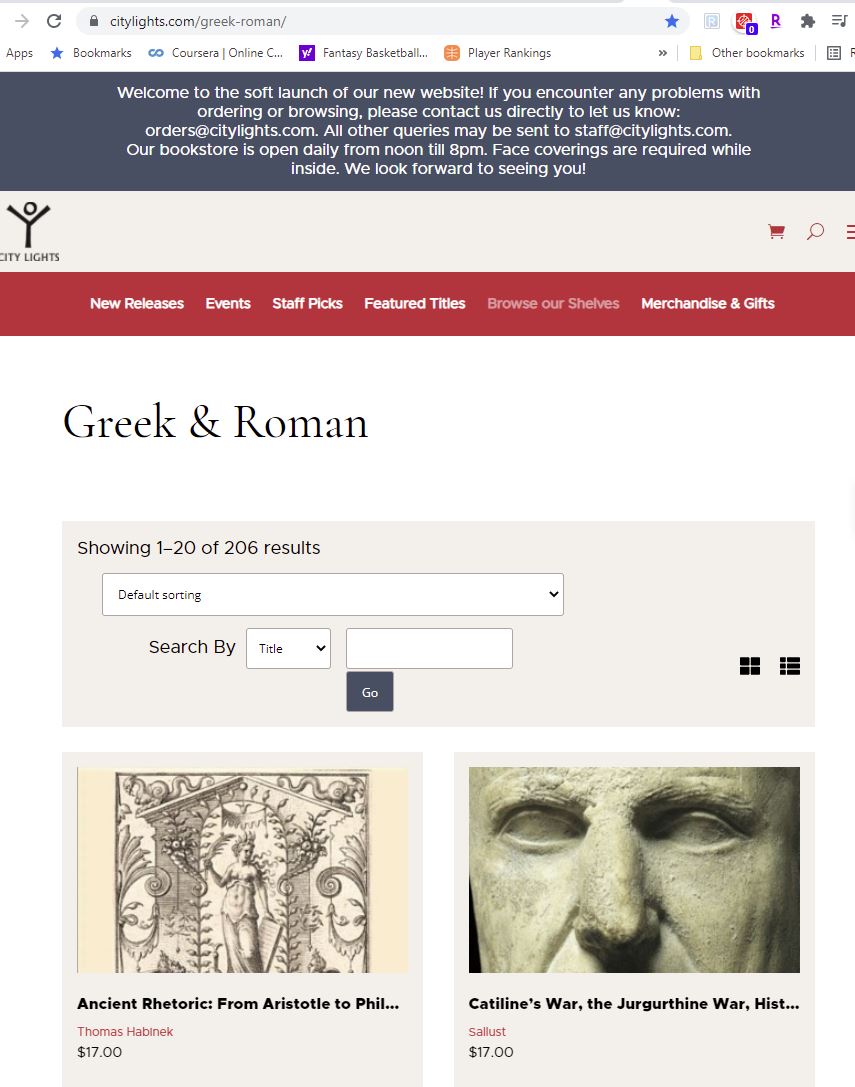 citylights.com/greek-roman/
0
R
Apps
Bookmarks
Coursera | Online C...
Fantasy Basketball...
Player Rankings
»
Other bookmarks
Welcome to the soft launch of our new website! If you encounter any problems with
ordering or browsing, please contact us directly to let us know:
orders@citylights.com. All other queries may be sent to staff@citylights.com.
Our bookstore is open daily from noon till 8pm. Face coverings are required while
inside. We look forward to seeing you!
CITY LIGHTS
New Releases
Events
Staff Picks
Featured Titles
Browse our Shelves
Merchandise & Gifts
Greek & Roman
Showing 1–20 of 206 results
Default sorting
Search By
Title
Go
Ancient Rhetoric: From Aristotle to Phil...
Thomas Habinek
$17.00
Catiline's War, the Jurgurthine War, Hist...
Sallust
$17.00